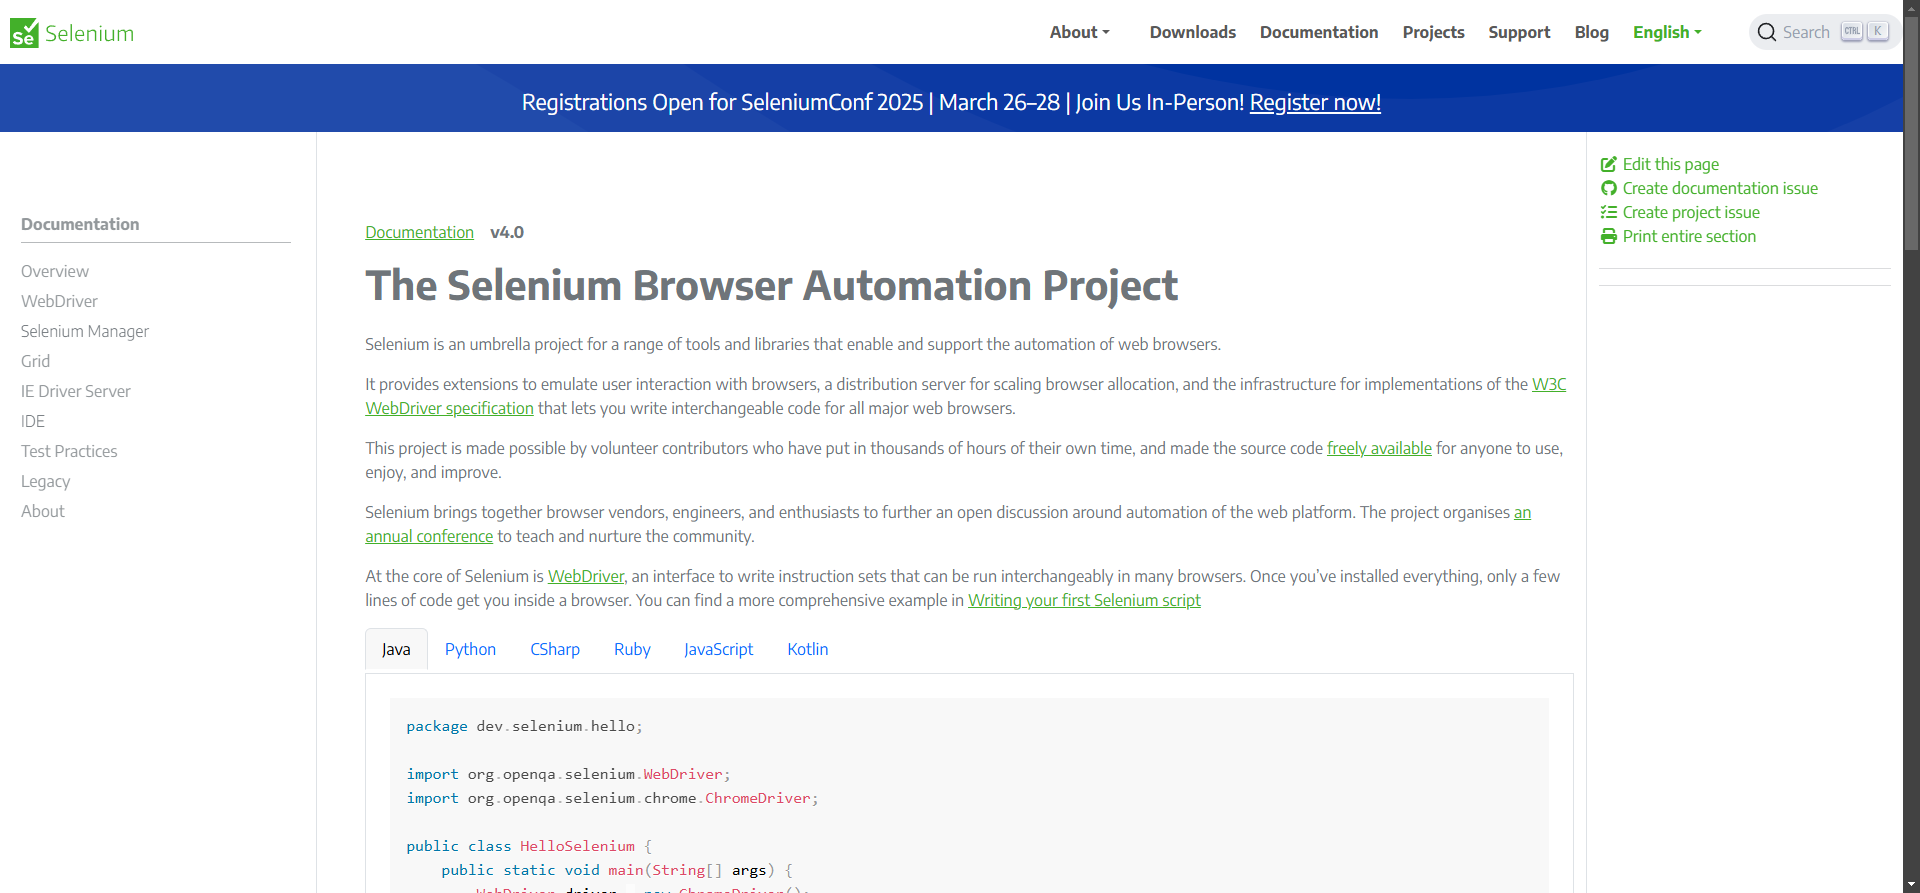 Se Selenium
About
Downloads
Documentation
Projects
Support
Blog
English
Search CTRL K
Registrations Open for SeleniumConf 2025 | March 26–28 | Join Us In-Person! Register now!
Documentation
Overview
WebDriver
Selenium Manager
Grid
IE Driver Server
IDE
Test Practices
Legacy
About
Documentation v4.0
The Selenium Browser Automation Project
Selenium is an umbrella project for a range of tools and libraries that enable and support the automation of web browsers.
It provides extensions to emulate user interaction with browsers, a distribution server for scaling browser allocation, and the infrastructure for implementations of the W3C
WebDriver specification that lets you write interchangeable code for all major web browsers.
This project is made possible by volunteer contributors who have put in thousands of hours of their own time, and made the source code freely available for anyone to use,
enjoy, and improve.
Selenium brings together browser vendors, engineers, and enthusiasts to further an open discussion around automation of the web platform. The project organises an
annual conference to teach and nurture the community.
At the core of Selenium is WebDriver, an interface to write instruction sets that can be run interchangeably in many browsers. Once you’ve installed everything, only a few
lines of code get you inside a browser. You can find a more comprehensive example in Writing your first Selenium script
Java
Python
CSharp
Ruby
JavaScript
Kotlin
package dev.selenium.hello;
import org.openqa.selenium.WebDriver;
import org.openqa.selenium.chrome.ChromeDriver;
public class HelloSelenium {
public static void main(String[] args) {
WebDriver driver = new ChromeDriver();
Edit this page
Create documentation issue
Create project issue
Print entire section